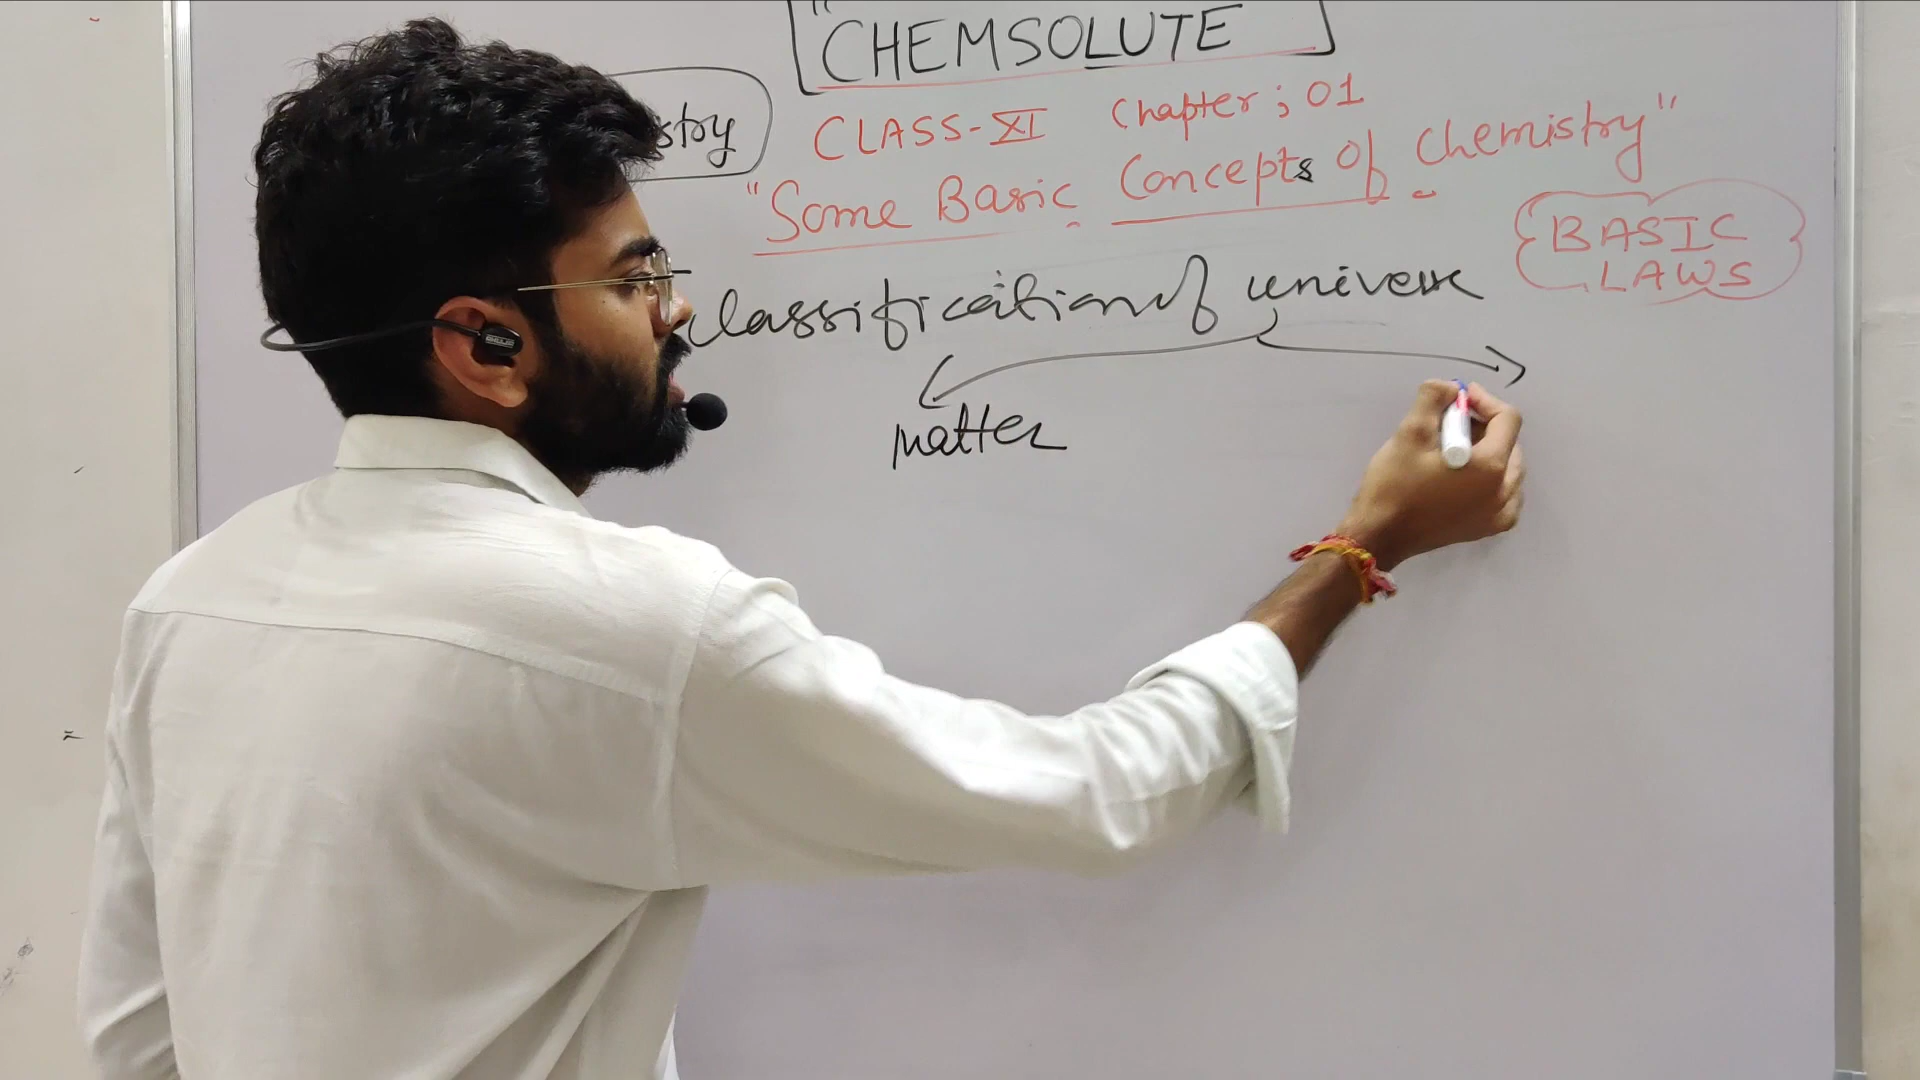 "CHEMSOLUTE
stry
CLASS-XI Chapter; 01
"Some Basic Concepts Of Chemistry"
BASIC
LAWS
classification of universe
matter